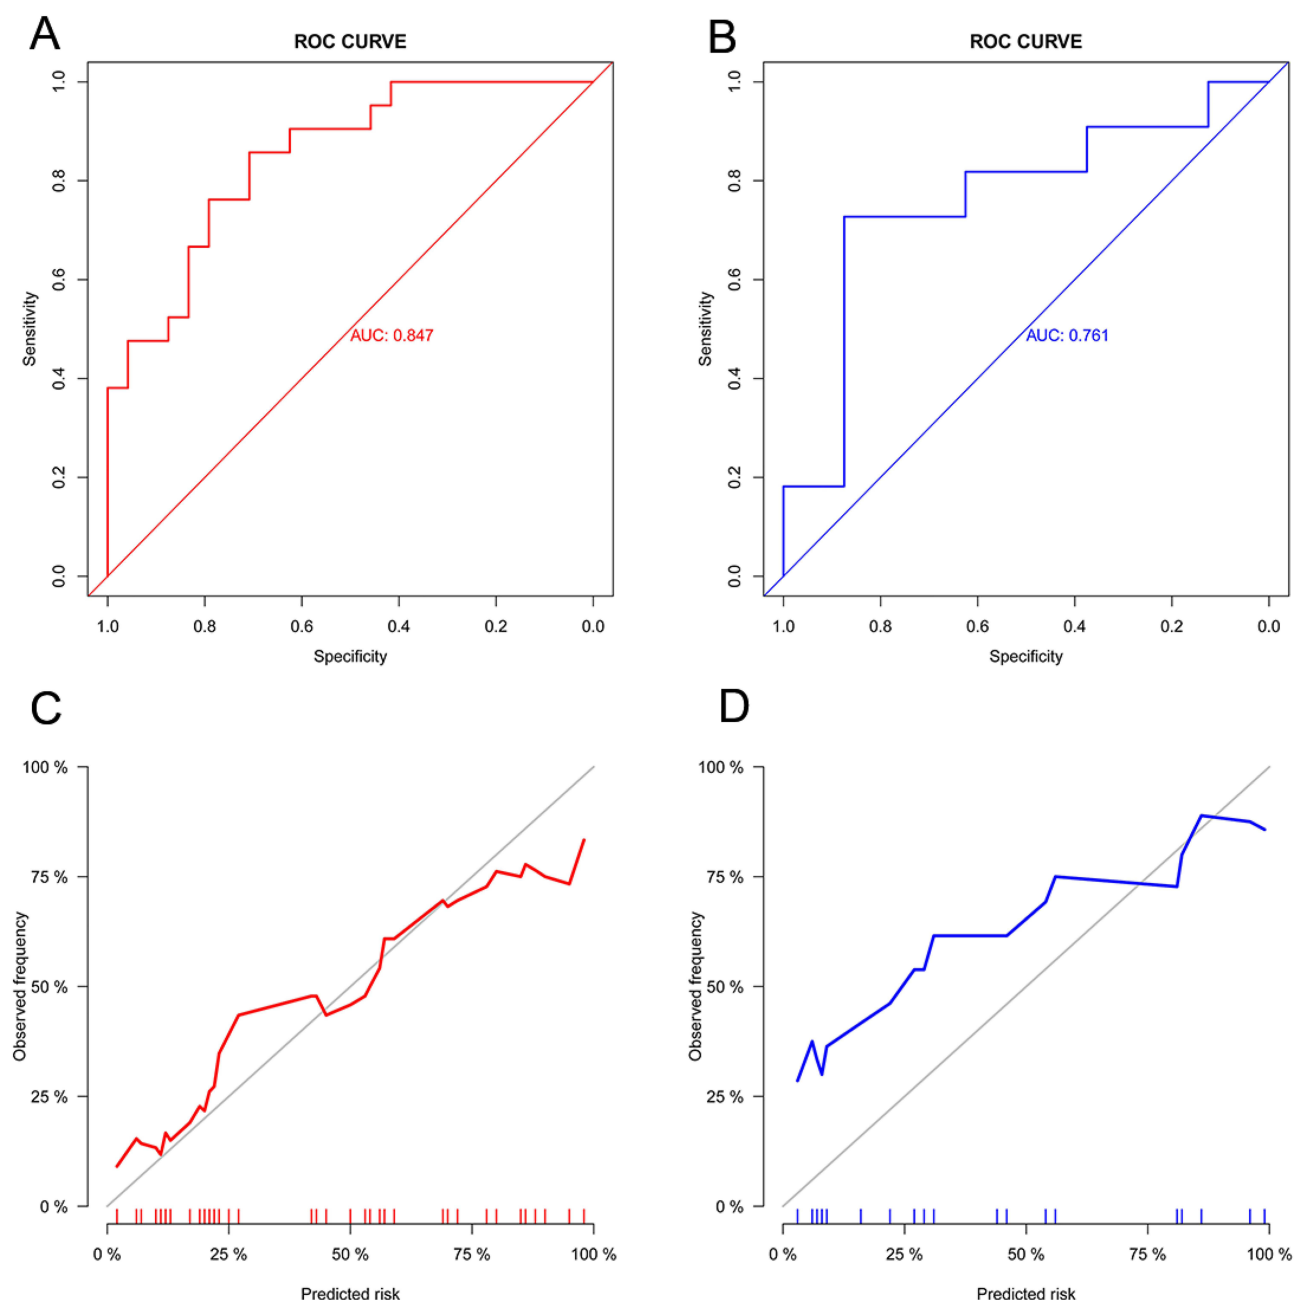 A
ROC CURVE
1.0
0.8
0.6
0.4
0.2
0.0
Sensitivity
AUC: 0.847
1.0 0.8 0.6 0.4 0.2 0.0
Specificity
B
ROC CURVE
1.0
0.8
0.6
0.4
0.2
0.0
Sensitivity
AUC: 0.761
1.0 0.8 0.6 0.4 0.2 0.0
Specificity
C
100 %
75 %
50 %
25 %
0 %
Observed frequency
0 % 25 % 50 % 75 % 100 %
Predicted risk
D
100 %
75 %
50 %
25 %
0 %
Observed frequency
0 % 25 % 50 % 75 % 100 %
Predicted risk